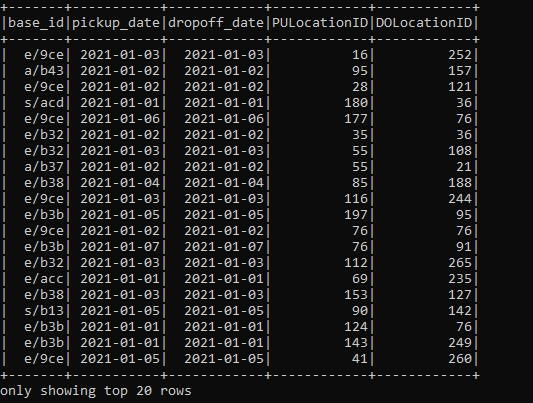 +-------+-----------+------------+------------+------------+
|base_id|pickup_date|dropoff_date|PULocationID|DOLocationID|
+-------+-----------+------------+------------+------------+
|  e/9ce| 2021-01-03|  2021-01-03|          16|         252|
|  a/b43| 2021-01-02|  2021-01-02|          95|         157|
|  e/9ce| 2021-01-02|  2021-01-02|          28|         121|
|  s/acd| 2021-01-01|  2021-01-01|         180|          36|
|  e/9ce| 2021-01-06|  2021-01-06|         177|          76|
|  e/b32| 2021-01-02|  2021-01-02|          35|          36|
|  e/b32| 2021-01-03|  2021-01-03|          55|         108|
|  a/b37| 2021-01-02|  2021-01-02|          55|          21|
|  e/b38| 2021-01-04|  2021-01-04|          85|         188|
|  e/9ce| 2021-01-03|  2021-01-03|         116|         244|
|  e/b3b| 2021-01-05|  2021-01-05|         197|          95|
|  e/9ce| 2021-01-02|  2021-01-02|          76|          76|
|  e/b3b| 2021-01-07|  2021-01-07|          76|          91|
|  e/b32| 2021-01-03|  2021-01-03|         112|         265|
|  e/acc| 2021-01-01|  2021-01-01|          69|         235|
|  e/b38| 2021-01-03|  2021-01-03|         153|         127|
|  s/b13| 2021-01-05|  2021-01-05|          90|         142|
|  e/b3b| 2021-01-01|  2021-01-01|         124|          76|
|  e/b3b| 2021-01-01|  2021-01-01|         143|         249|
|  e/9ce| 2021-01-05|  2021-01-05|          41|         260|
+-------+-----------+------------+------------+------------+
only showing top 20 rows